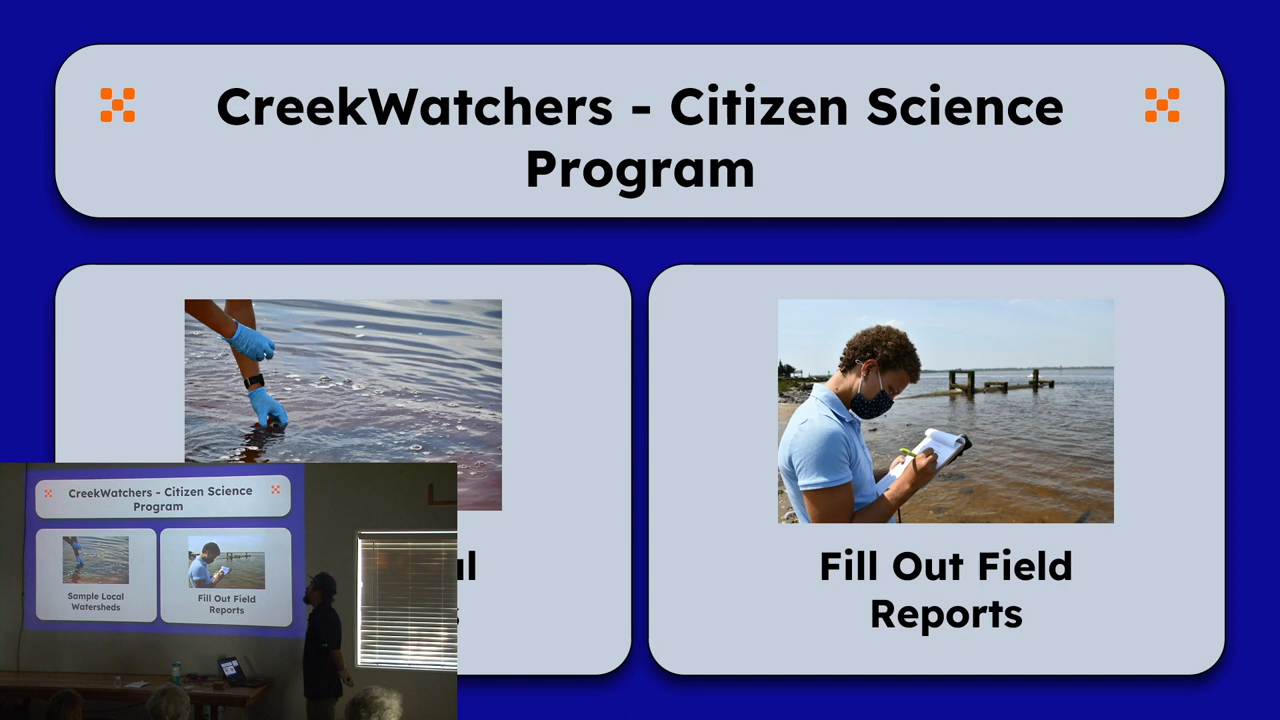 CreekWatchers - Citizen Science
Program
al
s
Fill Out Field
Reports
CreekWatchers - Citizen Science
Program
Sample Local
Watersheds
Fill Out Field
Reports